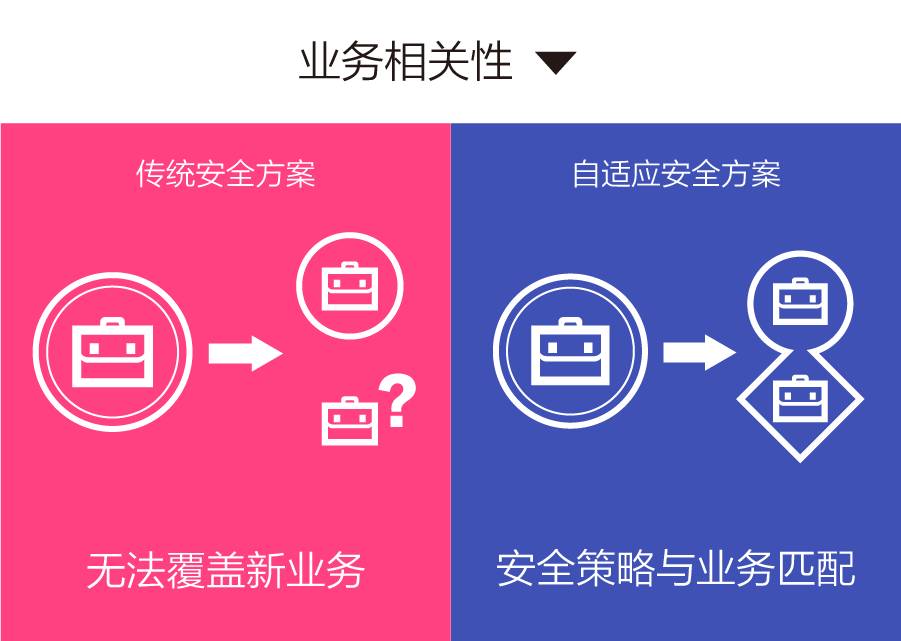 业务相关性
传统安全方案
自适应安全方案
?
无法覆盖新业务
安全策略与业务匹配